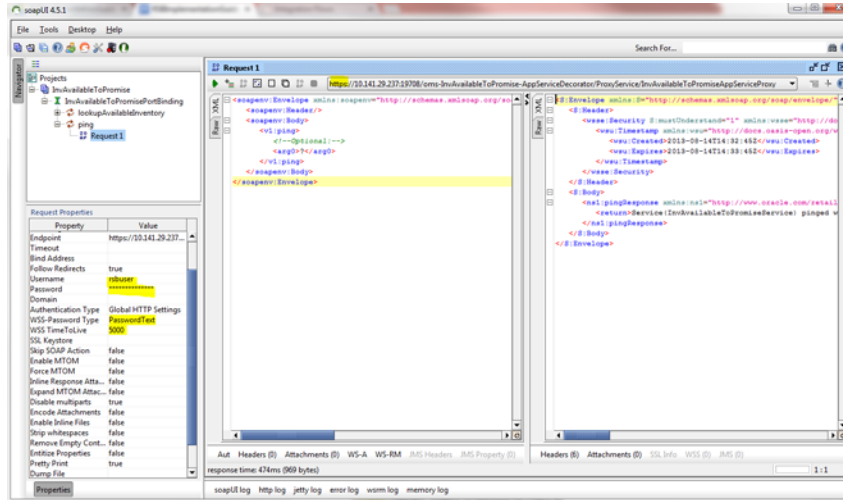 soapUI 4.5.1
File Tools Desktop Help
Search For...
Navigator
Projects
InvAvailableToPromise
InvAvailableToPromisePortBinding
lookupAvailableInventory
ping
Request 1
Request Properties
Property Value
Endpoint https://10.141.29.237...
Timeout
Bind Address
Follow Redirects true
Username rsbuser
Password **************
Domain
Authentication Type Global HTTP Settings
WSS-Password Type PasswordText
WSS TimeToLive 5000
SSL Keystore
Skip SOAP Action false
Enable MTOM false
Force MTOM false
Inline Response Atta... false
Expand MTOM Attac... false
Disable multiparts true
Encode Attachments false
Enable Inline Files false
Strip whitespaces false
Remove Empty Cont... false
Entitize Properties false
Pretty Print true
Dump File
Properties
Request 1
https://10.141.29.237:19708/oms-InvAvailableToPromise-AppServiceDecorator/ProxyService/InvAvailableToPromiseAppServiceProxy
XML
Raw
<soapenv:Envelope xmlns:soapenv="http://schemas.xmlsoap.org/so
<soapenv:Header/>
<soapenv:Body>
<v1:ping>
<!--Optional:-->
<arg0>?</arg0>
</v1:ping>
</soapenv:Body>
</soapenv:Envelope>
Aut Headers (0) Attachments (0) WS-A WS-RM JMS Headers JMS Property (0)
XML
Raw
<S:Envelope xmlns:S="http://schemas.xmlsoap.org/soap/envelope/"
<S:Header>
<wsse:Security S:mustUnderstand="1" xmlns:wsse="http://do
<wsu:Timestamp xmlns:wsu="http://docs.oasis-open.org/w
<wsu:Created>2013-08-14T14:32:45Z</wsu:Created>
<wsu:Expires>2013-08-14T14:33:45Z</wsu:Expires>
</wsu:Timestamp>
</wsse:Security>
</S:Header>
<S:Body>
<ns1:pingResponse xmlns:ns1="http://www.oracle.com/retail
<return>Service(InvAvailableToPromiseService) pinged w
</ns1:pingResponse>
</S:Body>
</S:Envelope>
Headers (6) Attachments (0) SSL Info WSS (0) JMS (0)
response time: 474ms (969 bytes)
1 : 1
soapUI log http log jetty log error log wsrm log memory log